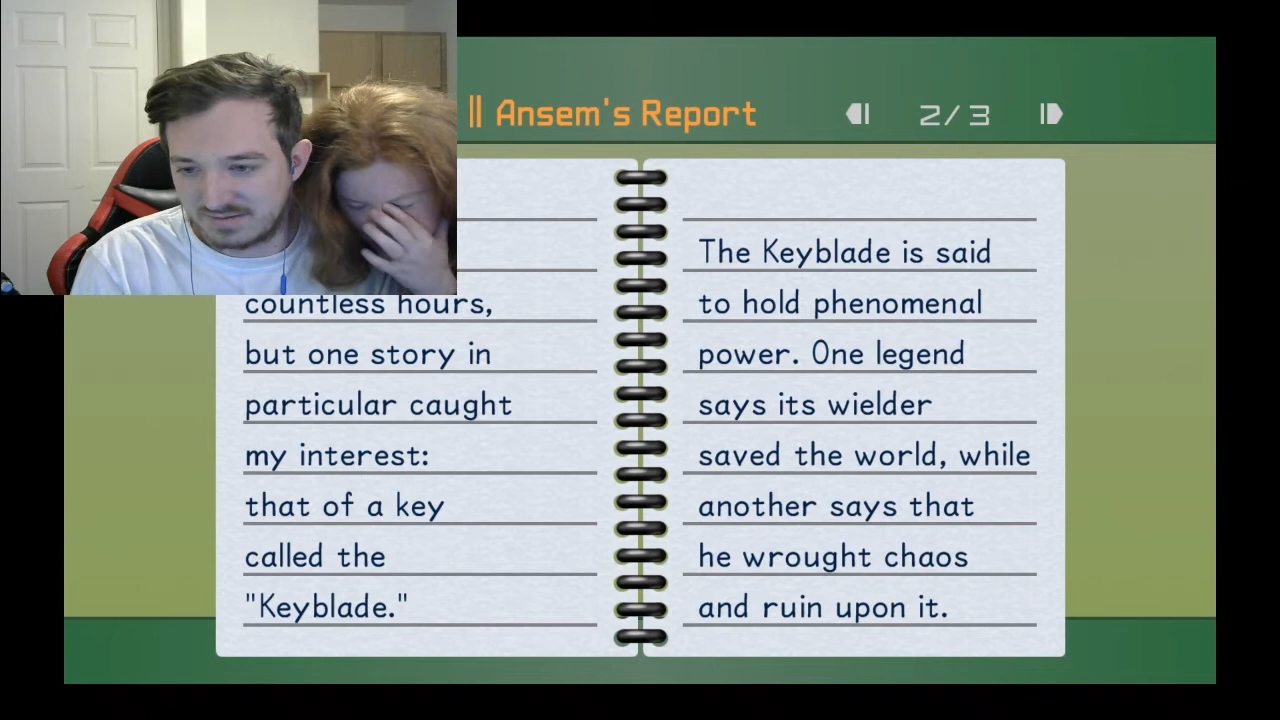 Ansem's Report
2/3
countless hours,
but one story in
particular caught
my interest:
that of a key
called the
"Keyblade."
The Keyblade is said
to hold phenomenal
power. One legend
says its wielder
saved the world, while
another says that
he wrought chaos
and ruin upon it.